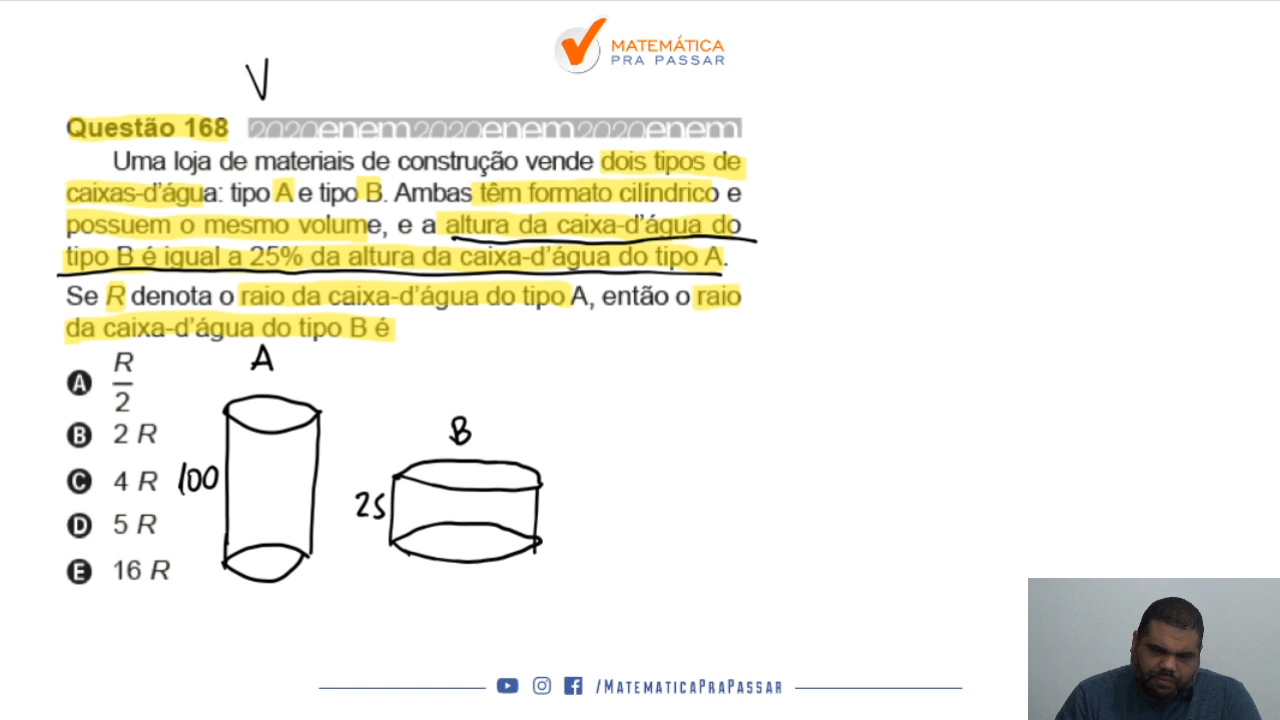 MATEMÁTICA
PRA PASSAR
V
Questão 168 2020enem2020enem2020enem
Uma loja de materiais de construção vende dois tipos de
caixas-d'água: tipo A e tipo B. Ambas têm formato cilíndrico e
possuem o mesmo volume, e a altura da caixa-d'água do
tipo B é igual a 25% da altura da caixa-d'água do tipo A.
Se R denota o raio da caixa-d'água do tipo A, então o raio
da caixa-d'água do tipo B é
A R/2
B 2 R
C 4 R
D 5 R
E 16 R
A
100
B
25
/MATEMATICAPRAPASSAR